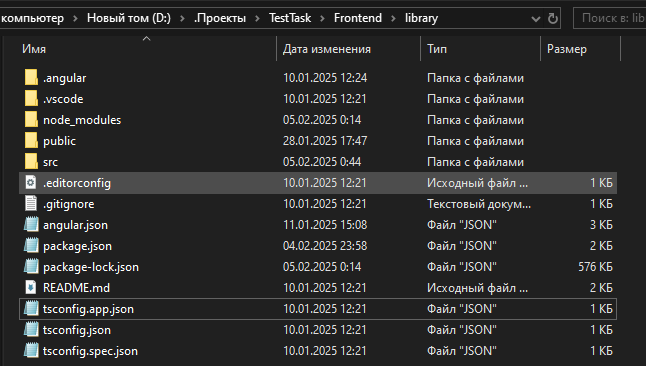 компьютер > Новый том (D:) > .Проекты > TestTask > Frontend > library Поиск в: lib
Имя Дата изменения Тип Размер
.angular 10.01.2025 12:24 Папка с файлами
.vscode 10.01.2025 12:21 Папка с файлами
node_modules 05.02.2025 0:14 Папка с файлами
public 28.01.2025 17:47 Папка с файлами
src 05.02.2025 0:44 Папка с файлами
.editorconfig 10.01.2025 12:21 Исходный файл ... 1 КБ
.gitignore 10.01.2025 12:21 Текстовый докум... 1 КБ
angular.json 11.01.2025 15:08 Файл "JSON" 3 КБ
package.json 04.02.2025 23:58 Файл "JSON" 2 КБ
package-lock.json 05.02.2025 0:14 Файл "JSON" 576 КБ
README.md 10.01.2025 12:21 Исходный файл ... 2 КБ
tsconfig.app.json 10.01.2025 12:21 Файл "JSON" 1 КБ
tsconfig.json 10.01.2025 12:21 Файл "JSON" 1 КБ
tsconfig.spec.json 10.01.2025 12:21 Файл "JSON" 1 КБ